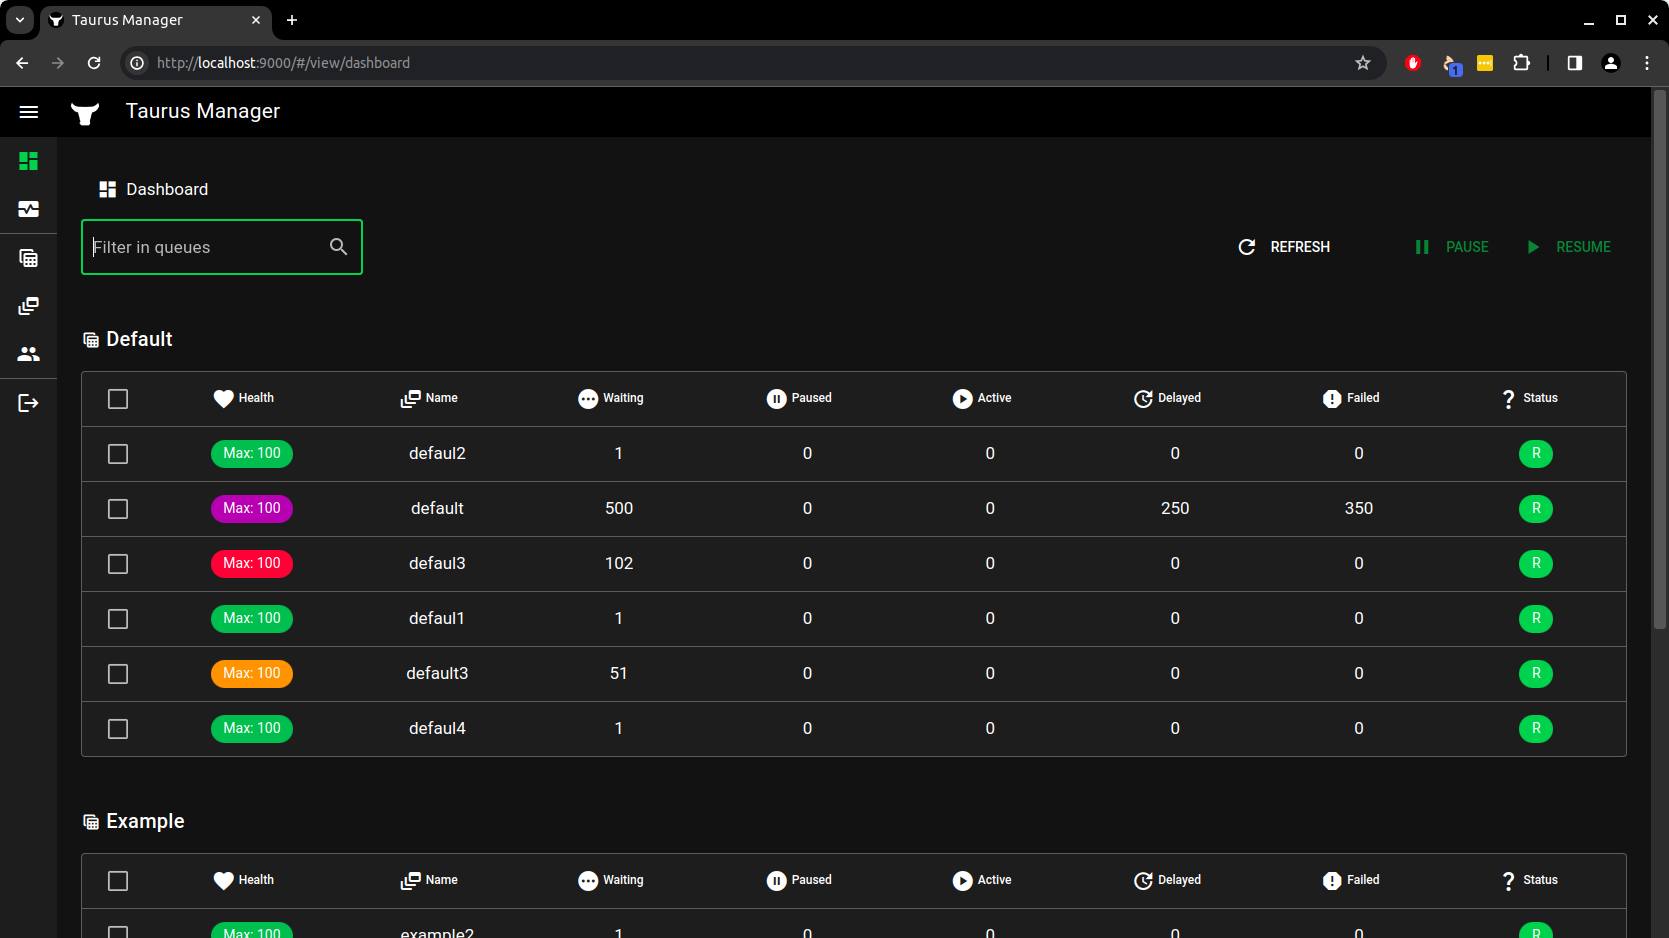 Taurus Manager
http://localhost:9000/#/view/dashboard
1
Taurus Manager
Dashboard
Filter in queues
REFRESH PAUSE RESUME
Default
Health Name Waiting Paused Active Delayed Failed Status
Max: 100 defaul2 1 0 0 0 0 R
Max: 100 default 500 0 0 250 350 R
Max: 100 defaul3 102 0 0 0 0 R
Max: 100 defaul1 1 0 0 0 0 R
Max: 100 default3 51 0 0 0 0 R
Max: 100 defaul4 1 0 0 0 0 R
Example
Health Name Waiting Paused Active Delayed Failed Status
Max: 100 example2 1 0 0 0 0 R